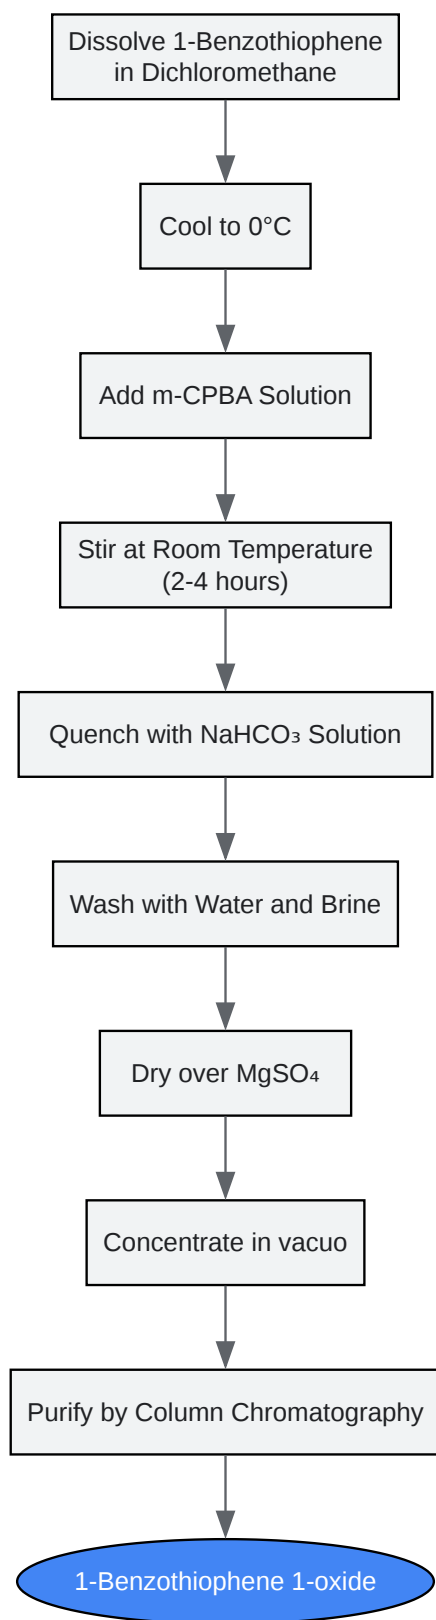 Dissolve 1-Benzothiophene
in Dichloromethane
Cool to 0°C
Add m-CPBA Solution
Stir at Room Temperature
(2-4 hours)
Quench with NaHCO₃ Solution
Wash with Water and Brine
Dry over MgSO₄
Concentrate in vacuo
Purify by Column Chromatography
1-Benzothiophene 1-oxide